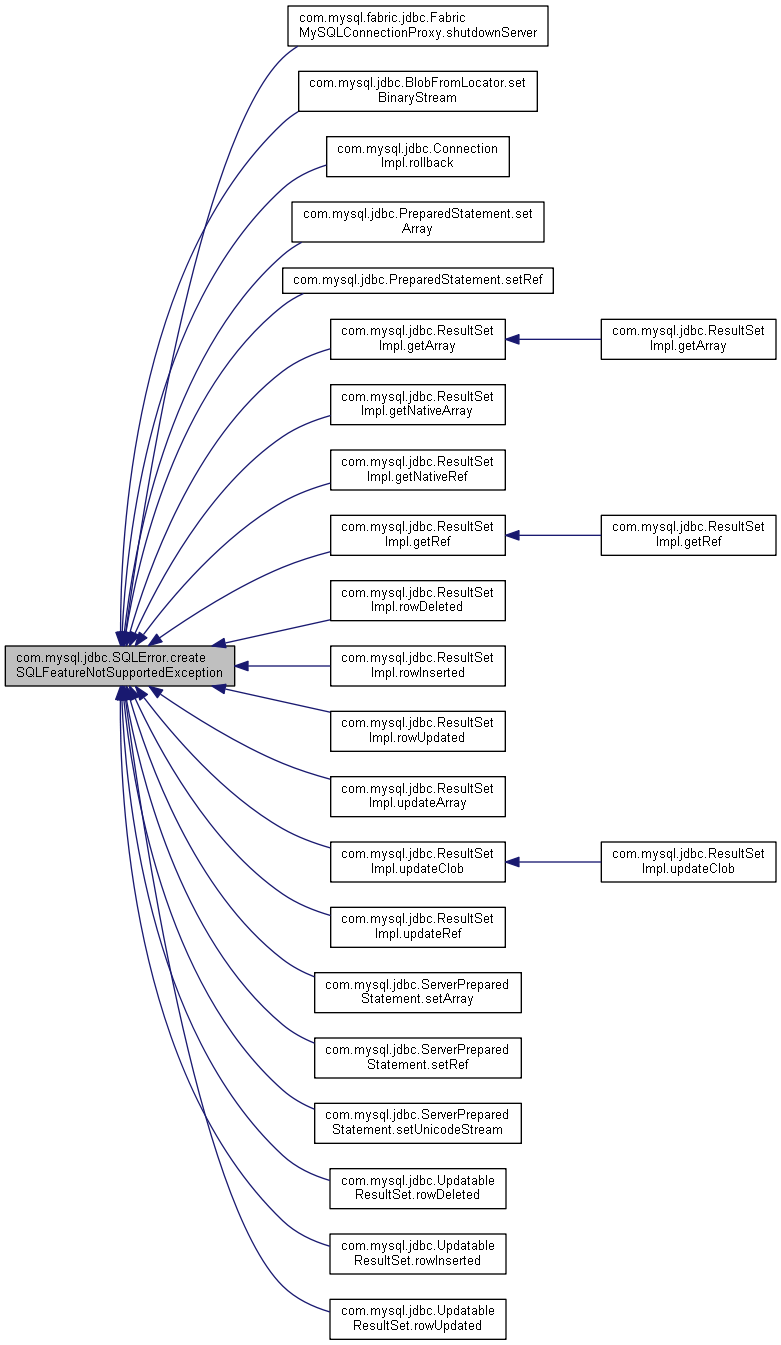 com.mysql.fabric.jdbc.Fabric
MySQLConnectionProxy.shutdownServer
com.mysql.jdbc.BlobFromLocator.set
BinaryStream
com.mysql.jdbc.Connection
Impl.rollback
com.mysql.jdbc.PreparedStatement.set
Array
com.mysql.jdbc.PreparedStatement.setRef
com.mysql.jdbc.ResultSet
Impl.getArray
com.mysql.jdbc.ResultSet
Impl.getArray
com.mysql.jdbc.ResultSet
Impl.getNativeArray
com.mysql.jdbc.ResultSet
Impl.getNativeRef
com.mysql.jdbc.ResultSet
Impl.getRef
com.mysql.jdbc.ResultSet
Impl.getRef
com.mysql.jdbc.ResultSet
Impl.rowDeleted
com.mysql.jdbc.SQLError.create
SQLFeatureNotSupportedException
com.mysql.jdbc.ResultSet
Impl.rowInserted
com.mysql.jdbc.ResultSet
Impl.rowUpdated
com.mysql.jdbc.ResultSet
Impl.updateArray
com.mysql.jdbc.ResultSet
Impl.updateClob
com.mysql.jdbc.ResultSet
Impl.updateClob
com.mysql.jdbc.ResultSet
Impl.updateRef
com.mysql.jdbc.ServerPrepared
Statement.setArray
com.mysql.jdbc.ServerPrepared
Statement.setRef
com.mysql.jdbc.ServerPrepared
Statement.setUnicodeStream
com.mysql.jdbc.Updatable
ResultSet.rowDeleted
com.mysql.jdbc.Updatable
ResultSet.rowInserted
com.mysql.jdbc.Updatable
ResultSet.rowUpdated